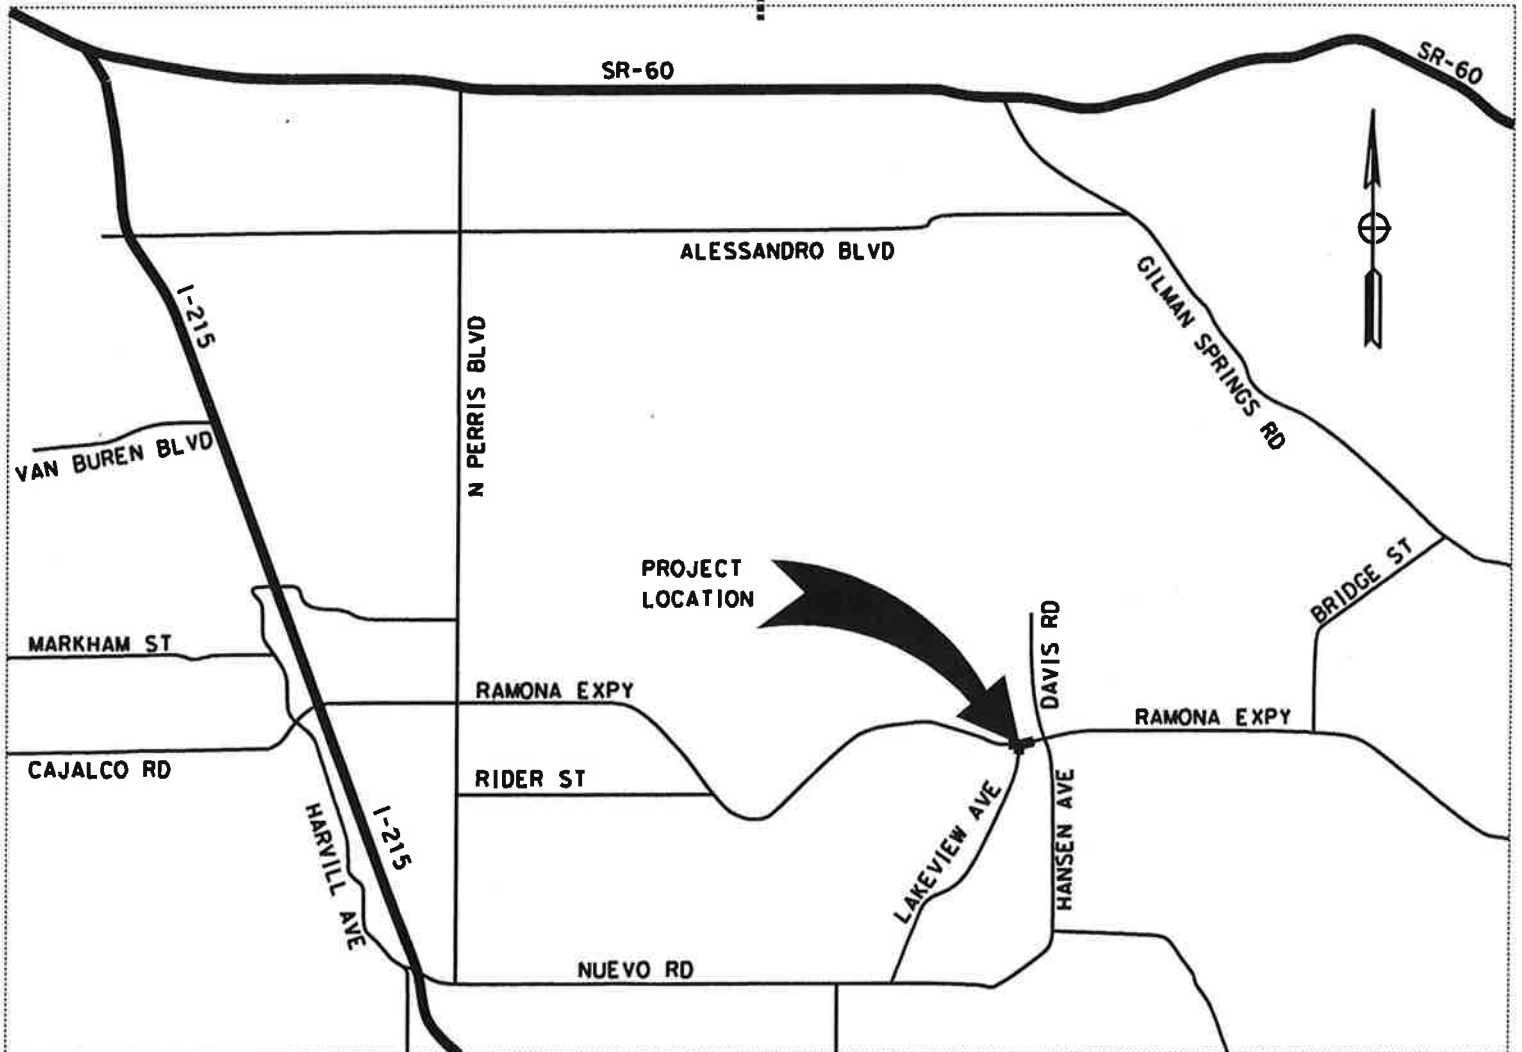 SR-60
SR-60
ALESSANDRO BLVD
GILMAN SPRINGS RD
I-215
N PERRIS BLVD
VAN BUREN BLVD
PROJECT
LOCATION
BRIDGE ST
DAVIS RD
MARKHAM ST
RAMONA EXPY
RAMONA EXPY
CAJALCO RD
RIDER ST
HARVILL AVE
I-215
LAKEVIEW AVE
HANSEN AVE
NUEVO RD